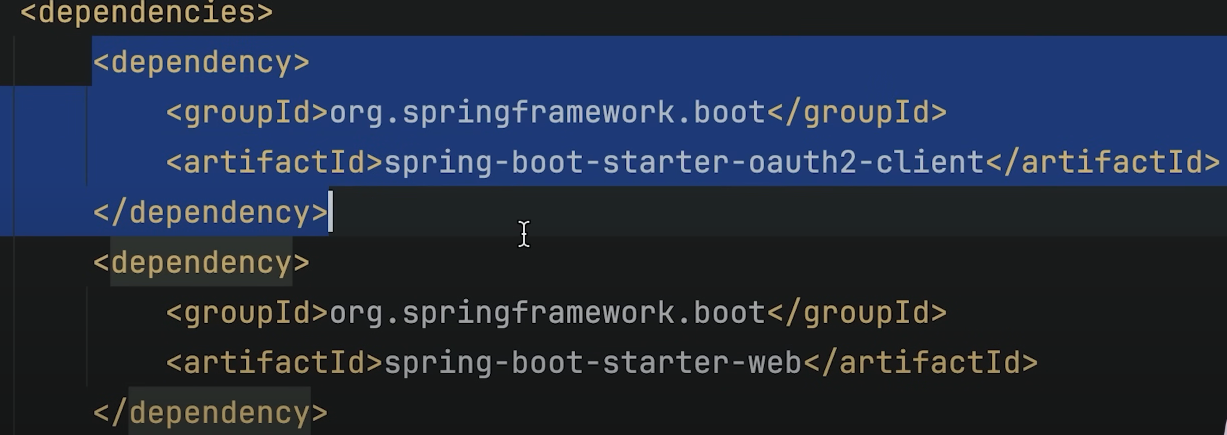 <dependencies>
<dependency>
<groupId>org.springframework.boot</groupId>
<artifactId>spring-boot-starter-oauth2-client</artifactId>
</dependency>
<dependency>
<groupId>org.springframework.boot</groupId>
<artifactId>spring-boot-starter-web</artifactId>
</dependency>